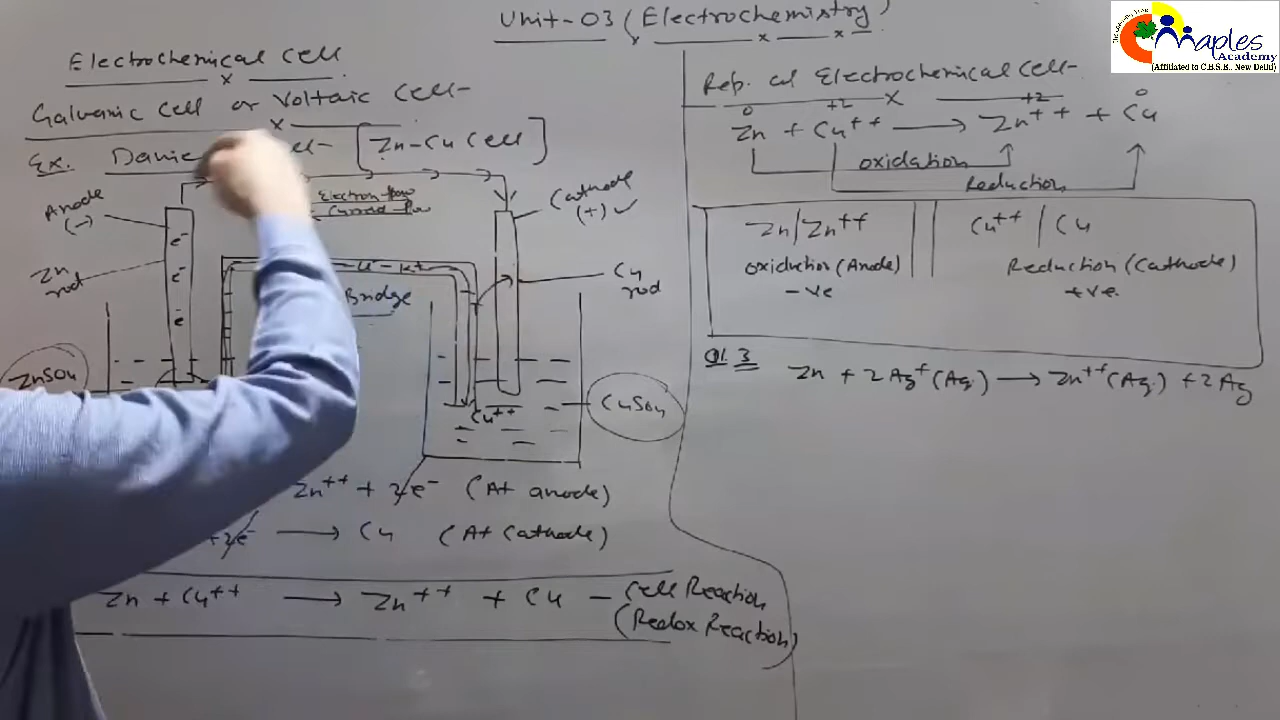 Unit-03 (Electrochemistry)
Maples
Academy
(Affiliated to C.B.S.E. New Delhi)
Electrochemical Cell
Galvanic Cell or Voltaic Cell-
Ex. Danie ell- [Zn-Cu Cell]
Anode
(-)
Electron flow
Current flow
Cathode
(+) ✓
e-
e-
e-
Zn
rod
K+
Bridge
Cu
rod
ZnSO4
Cu++
CuSO4
Zn++ + 2e- (At anode)
+2e- → Cu (At Cathode)
Zn + Cu++ → Zn++ + Cu - Cell Reaction
(Redox Reaction)
Rep. of Electrochemical Cell-
0 +2 +2 0
Zn + Cu++ → Zn++ + Cu
oxidation
Reduction
Zn/Zn++ || Cu++ | Cu
oxidiction (Anode) Reduction (Cathode)
-ve +ve.
Q1. 3 Zn + 2Ag+ (Aq.) → Zn++ (Aq.) + 2Ag